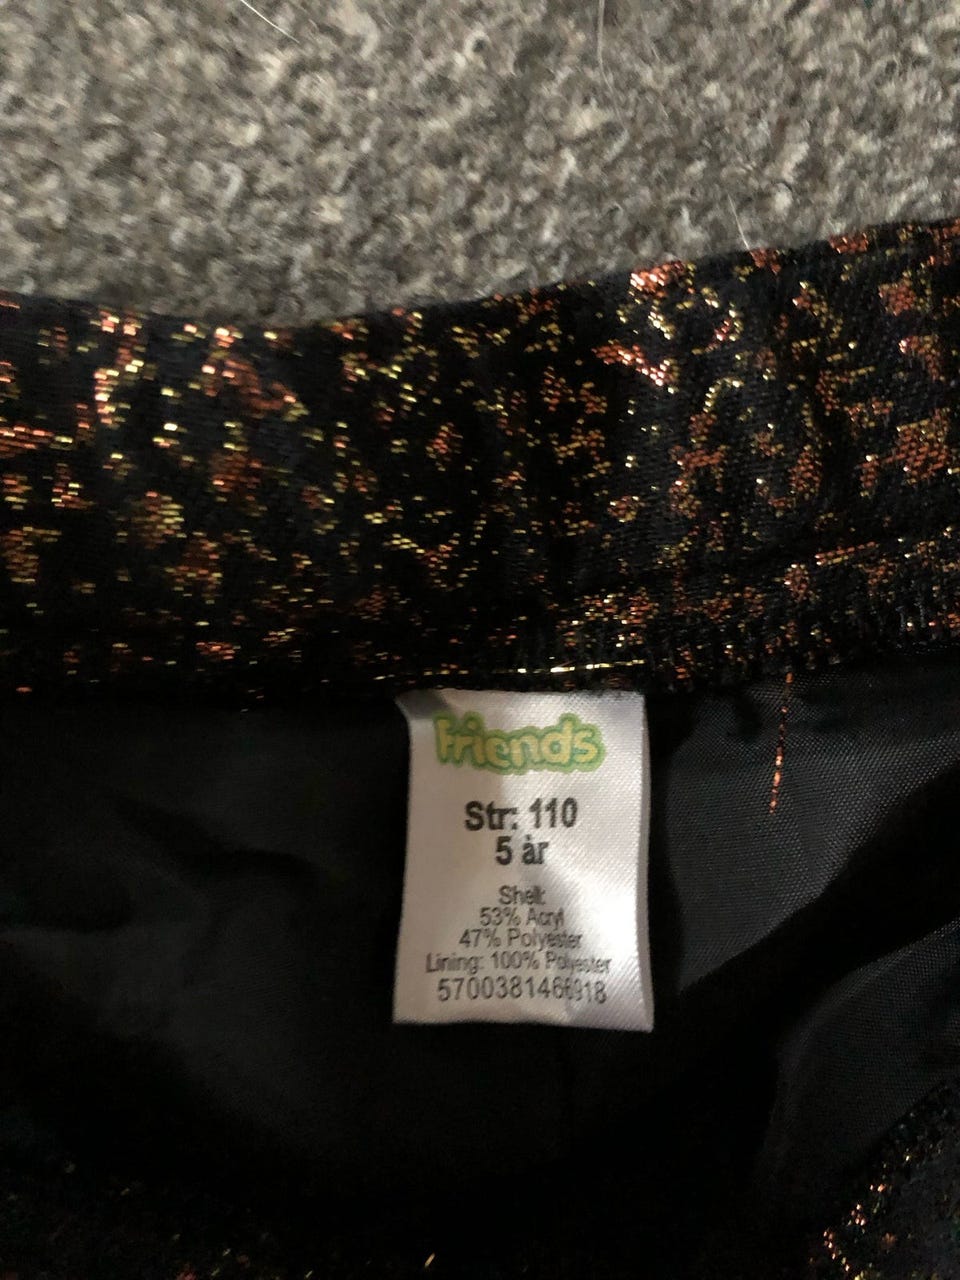 Friends
Str: 110
5 år
Shell:
53% Acryl
47% Polyester
Lining: 100% Polyester
5700381466918